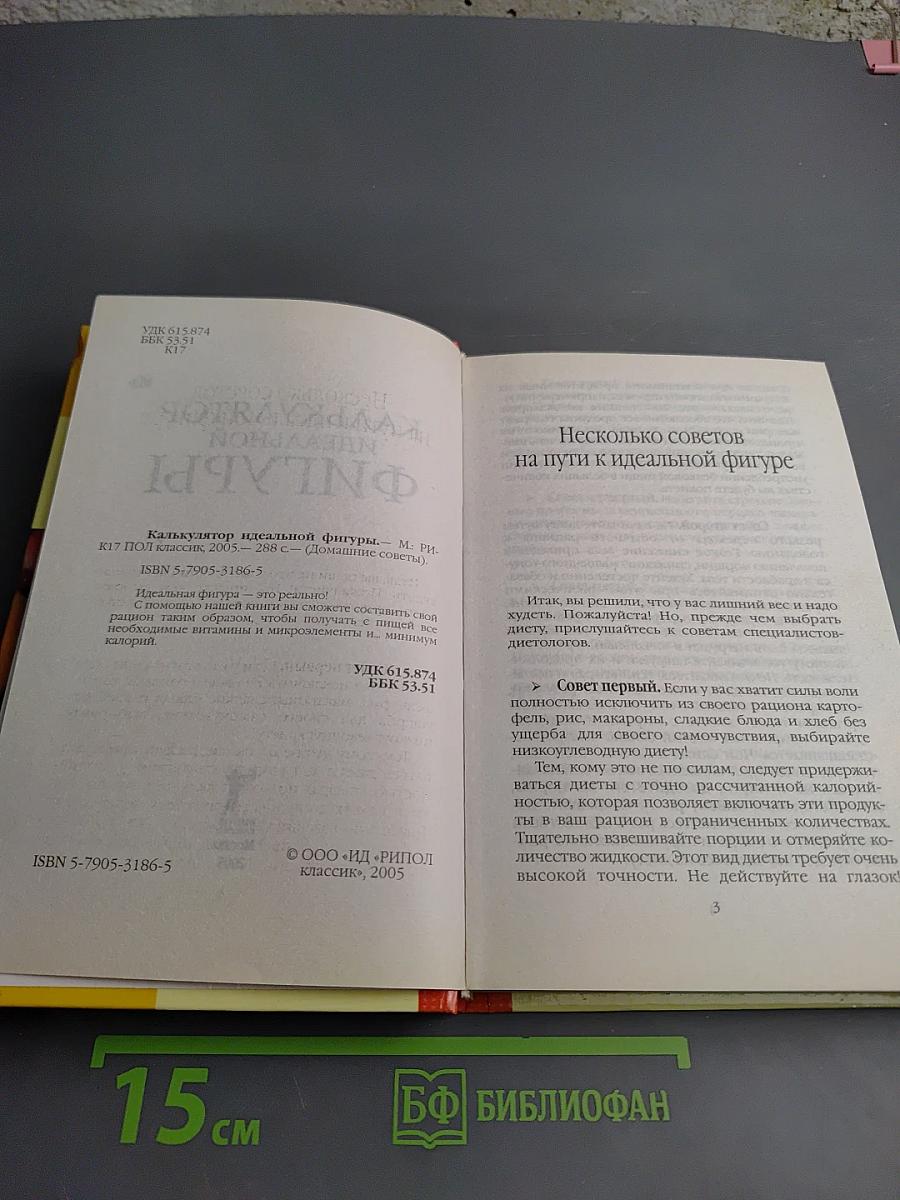 УДК 615.874
ББК 53.51
К17
Калькулятор идеальной фигуры.— М.: РИ-
К17 ПОЛ классик, 2005.— 288 с.— (Домашние советы).
ISBN 5-7905-3186-5
Идеальная фигура — это реально!
С помощью нашей книги вы сможете составить свой
рацион таким образом, чтобы получать с пищей все
необходимые витамины и микроэлементы и... минимум
калорий.
УДК 615.874
ББК 53.51
ISBN 5-7905-3186-5
© ООО «ИД «РИПОЛ
классик», 2005
Несколько советов
на пути к идеальной фигуре
Итак, вы решили, что у вас лишний вес и надо
худеть. Пожалуйста! Но, прежде чем выбрать
диету, прислушайтесь к советам специалистов-
диетологов.
➢ Совет первый. Если у вас хватит силы воли
полностью исключить из своего рациона карто-
фель, рис, макароны, сладкие блюда и хлеб без
ущерба для своего самочувствия, выбирайте
низкоуглеводную диету!
Тем, кому это не по силам, следует придержи-
ваться диеты с точно рассчитанной калорий-
ностью, которая позволяет включать эти продук-
ты в ваш рацион в ограниченных количествах.
Тщательно взвешивайте порции и отмеряйте ко-
личество жидкости. Этот вид диеты требует очень
высокой точности. Не действуйте на глазок!
3
15 см
БФ БИБЛИОФАН